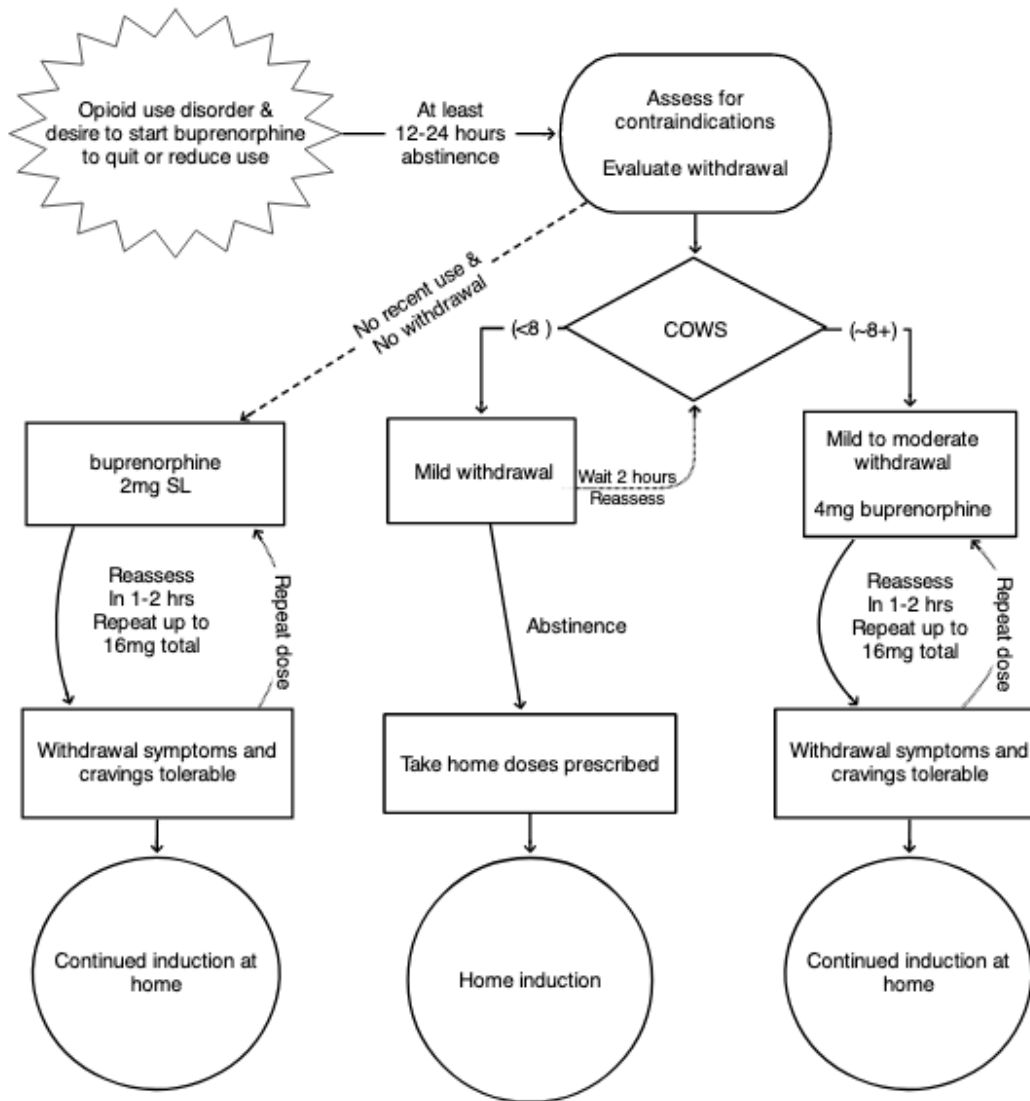 Opioid use disorder &
desire to start buprenorphine
to quit or reduce use
At least
12-24 hours
abstinence
Assess for
contraindications
Evaluate withdrawal
No recent use &
No withdrawal
(<8 )
COWS
(~8+)
buprenorphine
2mg SL
Mild withdrawal
Wait 2 hours
Reassess
Mild to moderate
withdrawal
4mg buprenorphine
Reassess
In 1-2 hrs
Repeat up to
16mg total
Repeat dose
Abstinence
Reassess
In 1-2 hrs
Repeat up to
16mg total
Repeat dose
Withdrawal symptoms and
cravings tolerable
Take home doses prescribed
Withdrawal symptoms and
cravings tolerable
Continued induction at
home
Home induction
Continued induction at
home